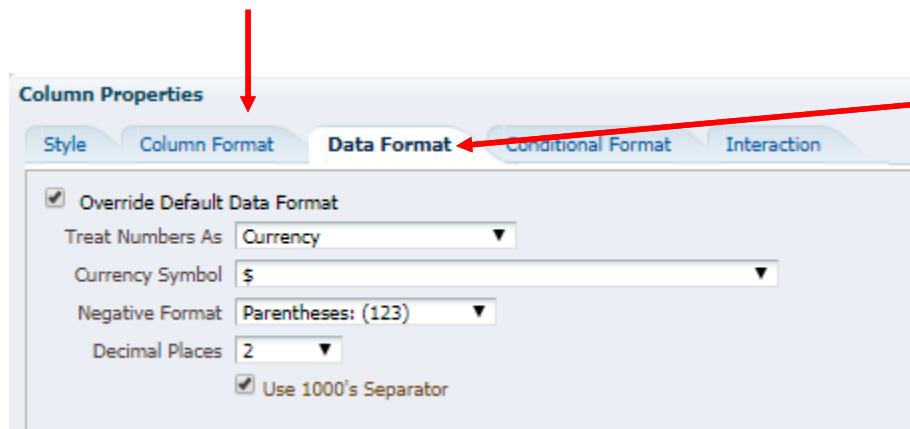 Column Properties
Style Column Format Data Format Conditional Format Interaction
Override Default Data Format
Treat Numbers As Currency
Currency Symbol $
Negative Format Parentheses: (123)
Decimal Places 2
Use 1000's Separator